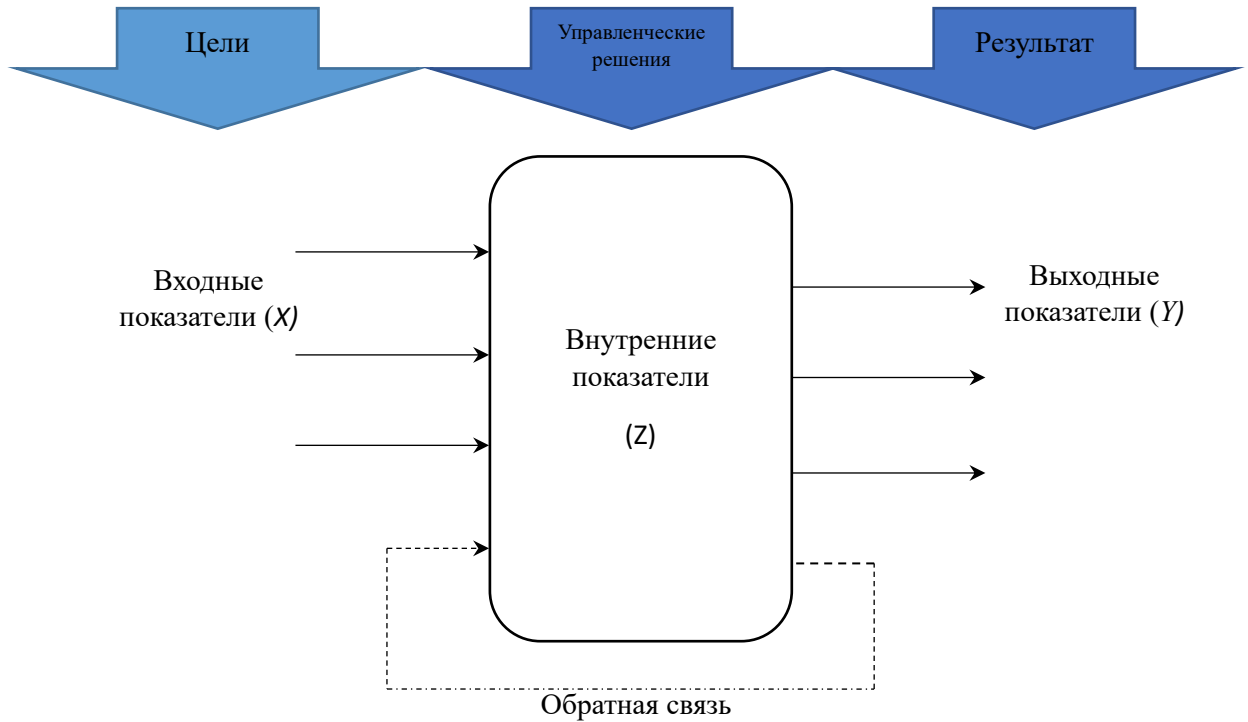 Цели
Управленческие
решения
Результат
Входные
показатели (X)
Внутренние
показатели
(Z)
Выходные
показатели (Y)
Обратная связь